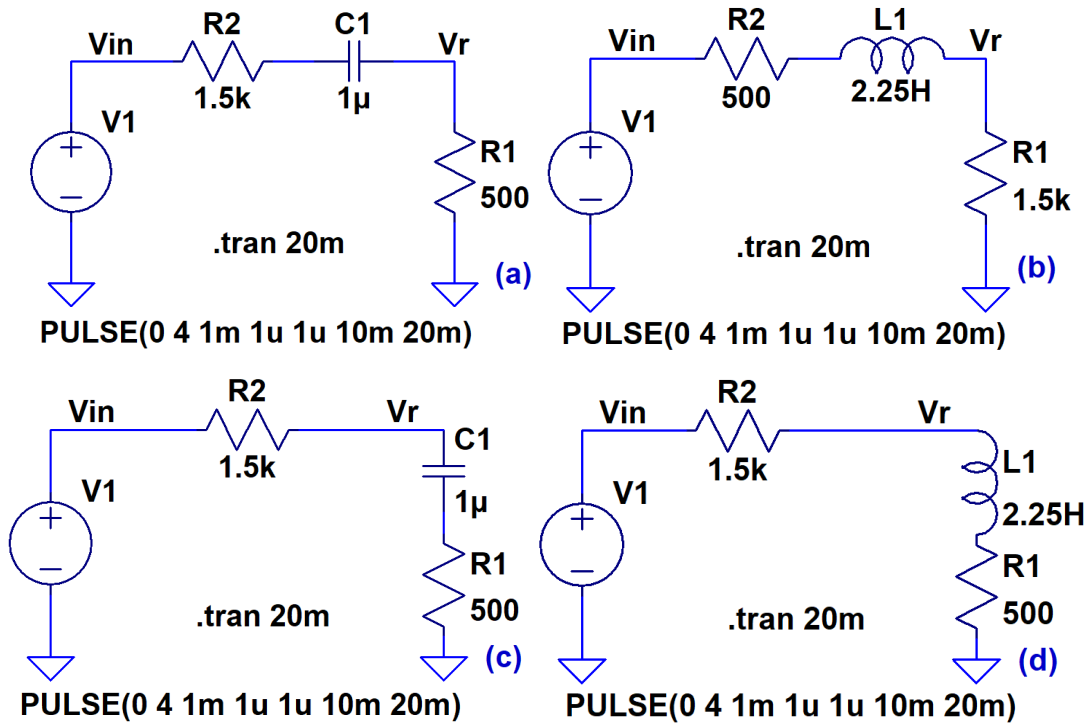 R2
C1
Vin
Vr
1.5k
1µ
V1
R1
500
.tran 20m
(a)
PULSE(0 4 1m 1u 1u 10m 20m)
R2
L1
Vin
Vr
500
2.25H
V1
R1
1.5k
.tran 20m
(b)
PULSE(0 4 1m 1u 1u 10m 20m)
R2
Vin
Vr
C1
1.5k
1µ
V1
R1
500
.tran 20m
(c)
PULSE(0 4 1m 1u 1u 10m 20m)
R2
Vin
Vr
L1
1.5k
2.25H
V1
R1
500
.tran 20m
(d)
PULSE(0 4 1m 1u 1u 10m 20m)